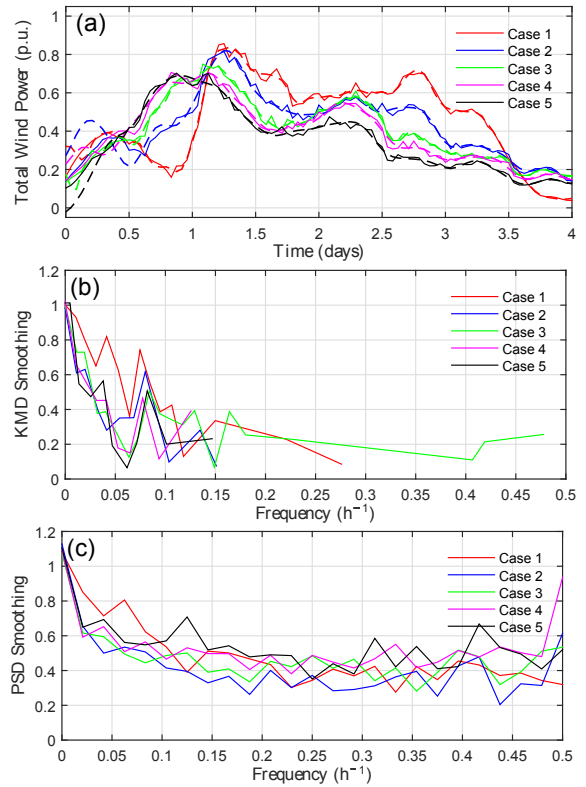 (a)
Total Wind Power (p.u.)
1
0.8
0.6
0.4
0.2
0
Case 1
Case 2
Case 3
Case 4
Case 5
0 0.5 1 1.5 2 2.5 3 3.5 4
Time (days)
(b)
KMD Smoothing
1.2
1
0.8
0.6
0.4
0.2
0
Case 1
Case 2
Case 3
Case 4
Case 5
0 0.05 0.1 0.15 0.2 0.25 0.3 0.35 0.4 0.45 0.5
Frequency (h⁻¹)
(c)
PSD Smoothing
1.2
1
0.8
0.6
0.4
0.2
0
Case 1
Case 2
Case 3
Case 4
Case 5
0 0.05 0.1 0.15 0.2 0.25 0.3 0.35 0.4 0.45 0.5
Frequency (h⁻¹)